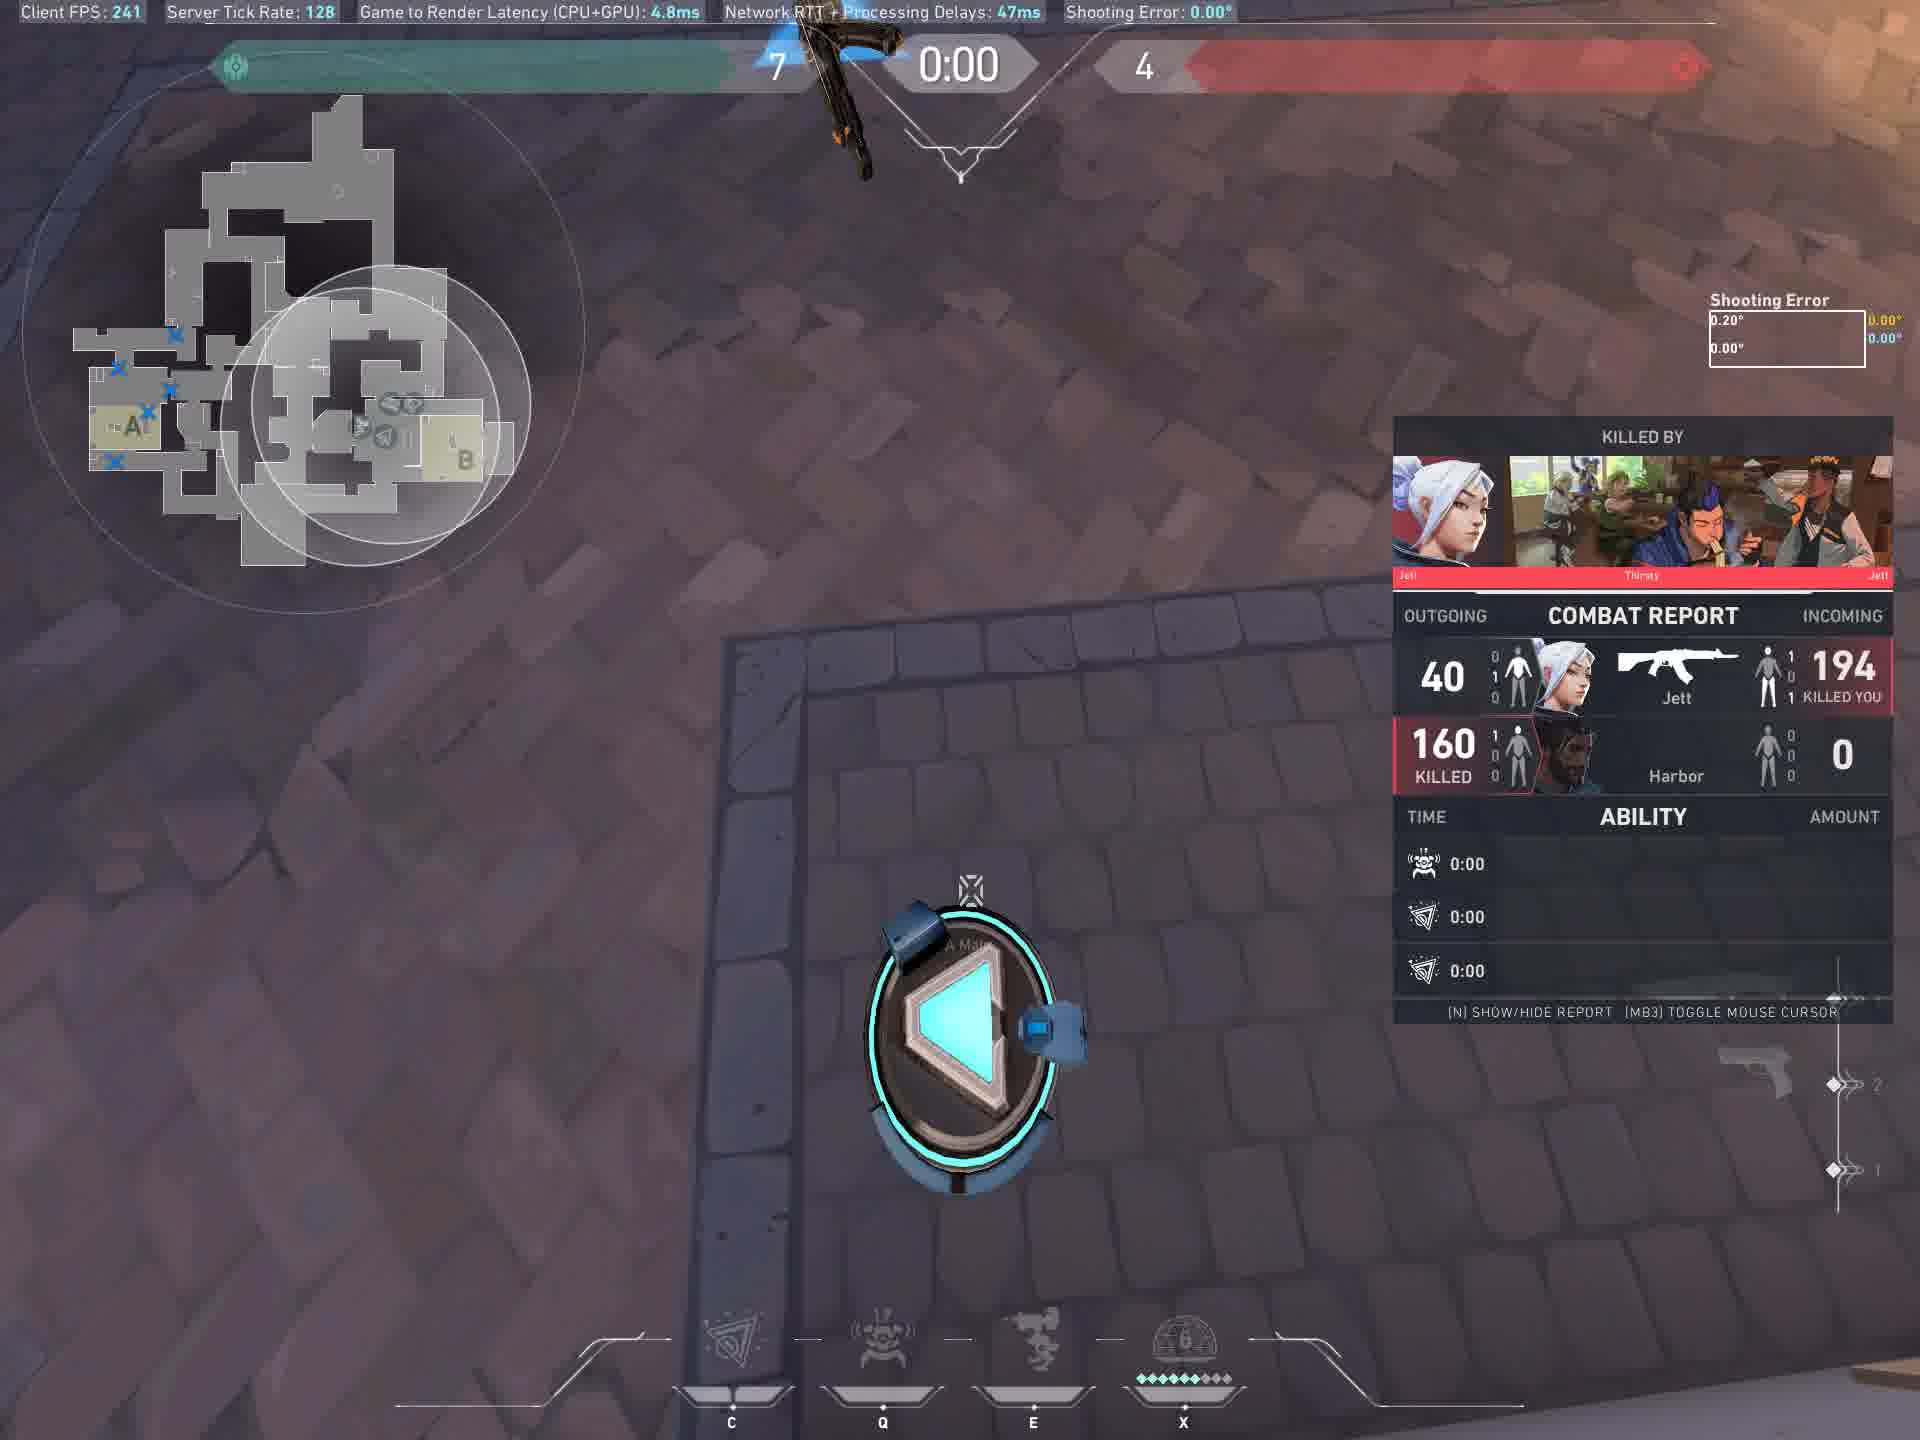 Client FPS: 241 Server Tick Rate: 128 Game to Render Latency (CPU+GPU): 4.8ms Network RTT + Processing Delays: 47ms Shooting Error: 0.00°
7 0:00 4
Shooting Error
0.20° 0.00°
0.00° 0.00°
A
B
KILLED BY
Jett Thirsty Jett
OUTGOING COMBAT REPORT INCOMING
40 0 1 0 Jett 1 0 1 194 KILLED YOU
160 KILLED 1 0 0 Harbor 0 0 0 0
TIME ABILITY AMOUNT
0:00
0:00
0:00
[N] SHOW/HIDE REPORT [MB3] TOGGLE MOUSE CURSOR
A Main
2
1
C Q E X